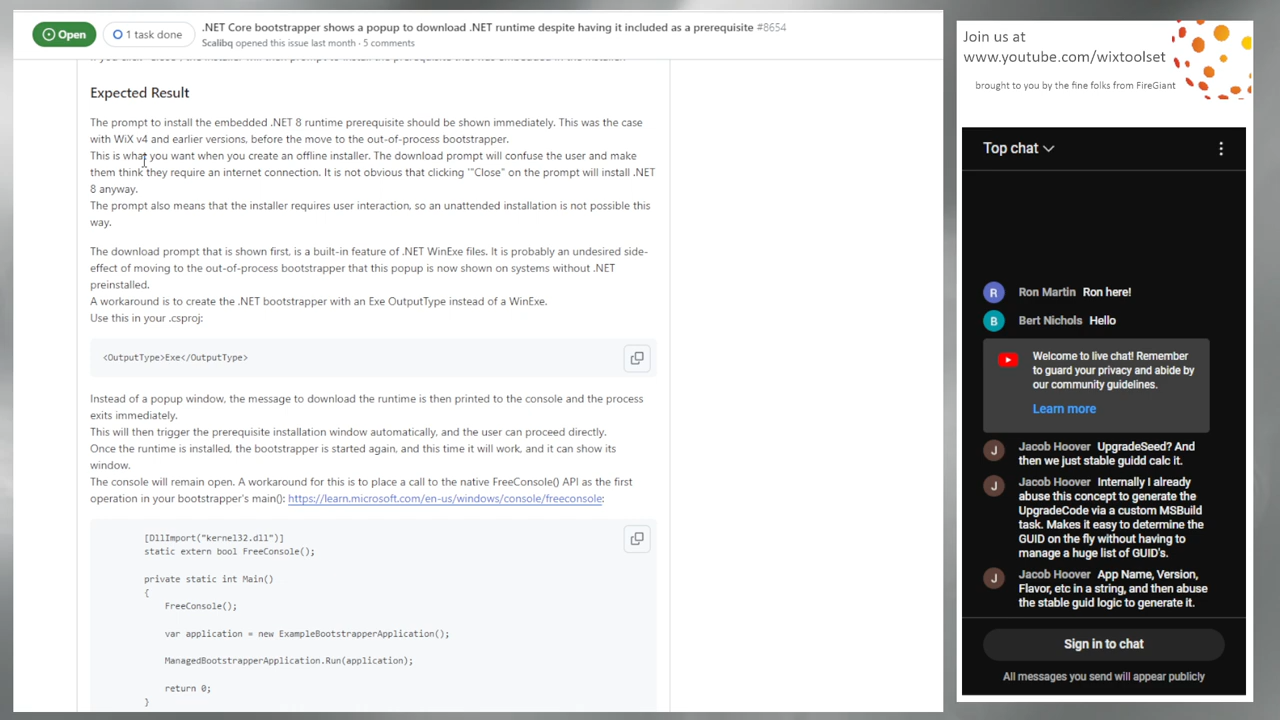 Open
1 task done
.NET Core bootstrapper shows a popup to download .NET runtime despite having it included as a prerequisite #8654
Scalibq opened this issue last month · 5 comments
Expected Result
The prompt to install the embedded .NET 8 runtime prerequisite should be shown immediately. This was the case
with WiX v4 and earlier versions, before the move to the out-of-process bootstrapper.
This is what you want when you create an offline installer. The download prompt will confuse the user and make
them think they require an internet connection. It is not obvious that clicking '"Close" on the prompt will install .NET
8 anyway.
The prompt also means that the installer requires user interaction, so an unattended installation is not possible this
way.
The download prompt that is shown first, is a built-in feature of .NET WinExe files. It is probably an undesired side-
effect of moving to the out-of-process bootstrapper that this popup is now shown on systems without .NET
preinstalled.
A workaround is to create the .NET bootstrapper with an Exe OutputType instead of a WinExe.
Use this in your .csproj:
<OutputType>Exe</OutputType>
Instead of a popup window, the message to download the runtime is then printed to the console and the process
exits immediately.
This will then trigger the prerequisite installation window automatically, and the user can proceed directly.
Once the runtime is installed, the bootstrapper is started again, and this time it will work, and it can show its
window.
The console will remain open. A workaround for this is to place a call to the native FreeConsole() API as the first
operation in your bootstrapper's main(): https://learn.microsoft.com/en-us/windows/console/freeconsole:
[DllImport("kernel32.dll")]
static extern bool FreeConsole();
private static int Main()
{
FreeConsole();
var application = new ExampleBootstrapperApplication();
ManagedBootstrapperApplication.Run(application);
return 0;
}
Join us at
www.youtube.com/wixtoolset
brought to you by the fine folks from FireGiant
Top chat
R Ron Martin Ron here!
B Bert Nichols Hello
Welcome to live chat! Remember
to guard your privacy and abide by
our community guidelines.
Learn more
J Jacob Hoover UpgradeSeed? And
then we just stable guidd calc it.
J Jacob Hoover Internally I already
abuse this concept to generate the
UpgradeCode via a custom MSBuild
task. Makes it easy to determine the
GUID on the fly without having to
manage a huge list of GUID's.
J Jacob Hoover App Name, Version,
Flavor, etc in a string, and then abuse
the stable guid logic to generate it.
Sign in to chat
All messages you send will appear publicly